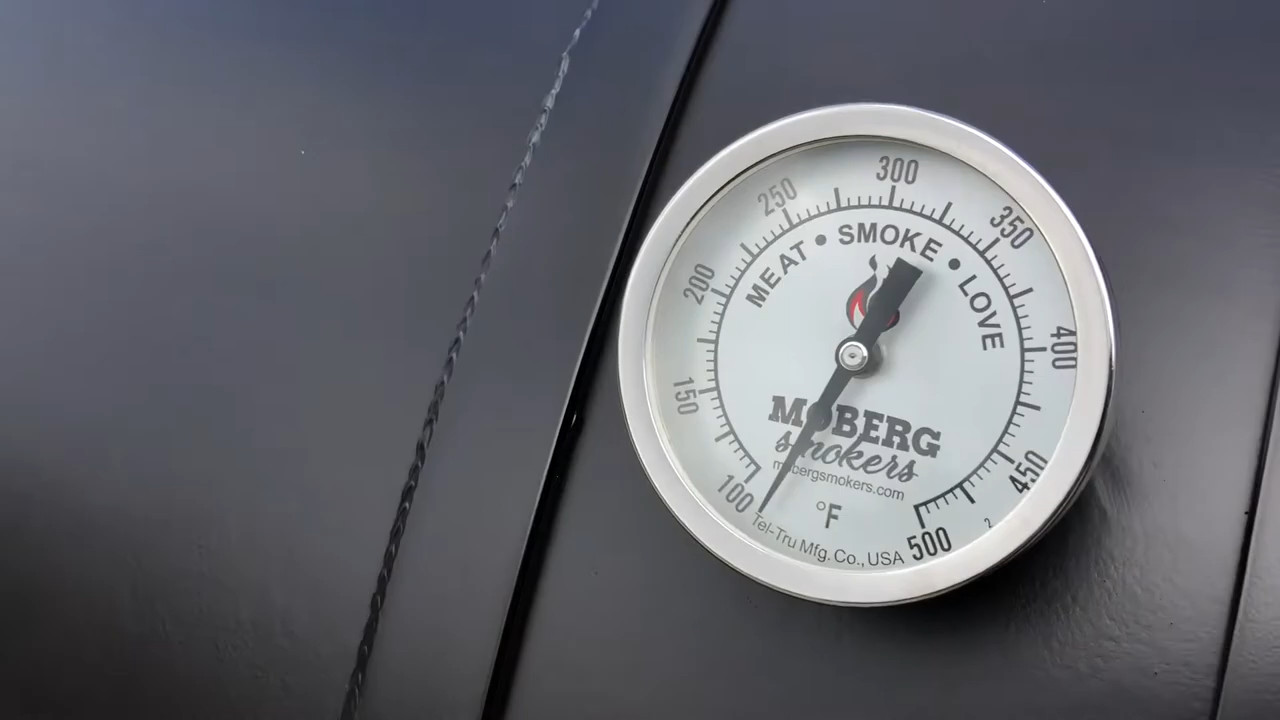 100
150
200
250
300
350
400
450
500
MEAT • SMOKE • LOVE
MOBERG
smokers
mobergsmokers.com
°F
Tel-Tru Mfg. Co., USA
2